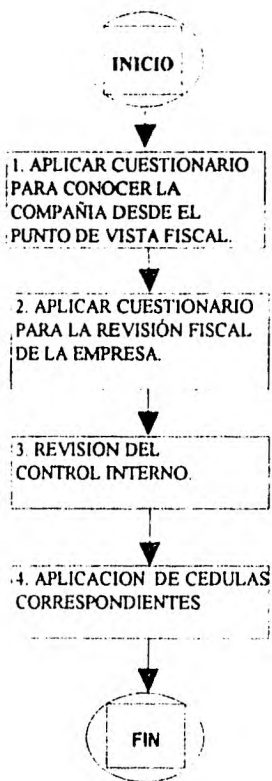 INICIO
1. APLICAR CUESTIONARIO
PARA CONOCER LA
COMPAÑIA DESDE EL
PUNTO DE VISTA FISCAL.
2. APLICAR CUESTIONARIO
PARA LA REVISIÓN FISCAL
DE LA EMPRESA.
3. REVISION DEL
CONTROL INTERNO.
4. APLICACION DE CEDULAS
CORRESPONDIENTES
FIN